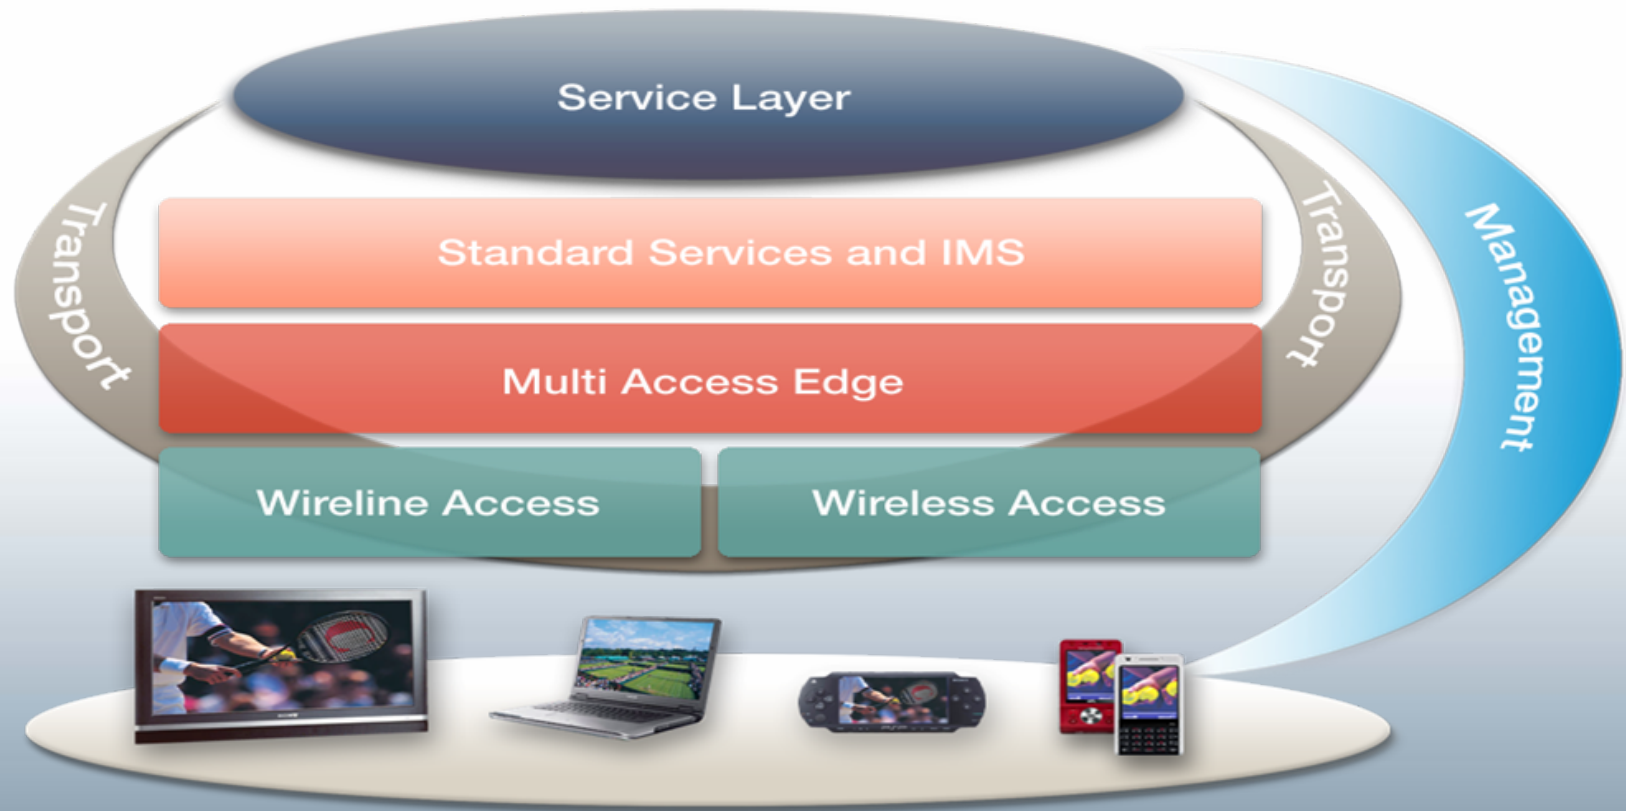 Service Layer
Transport
Transport
Management
Standard Services and IMS
Multi Access Edge
Wireline Access
Wireless Access